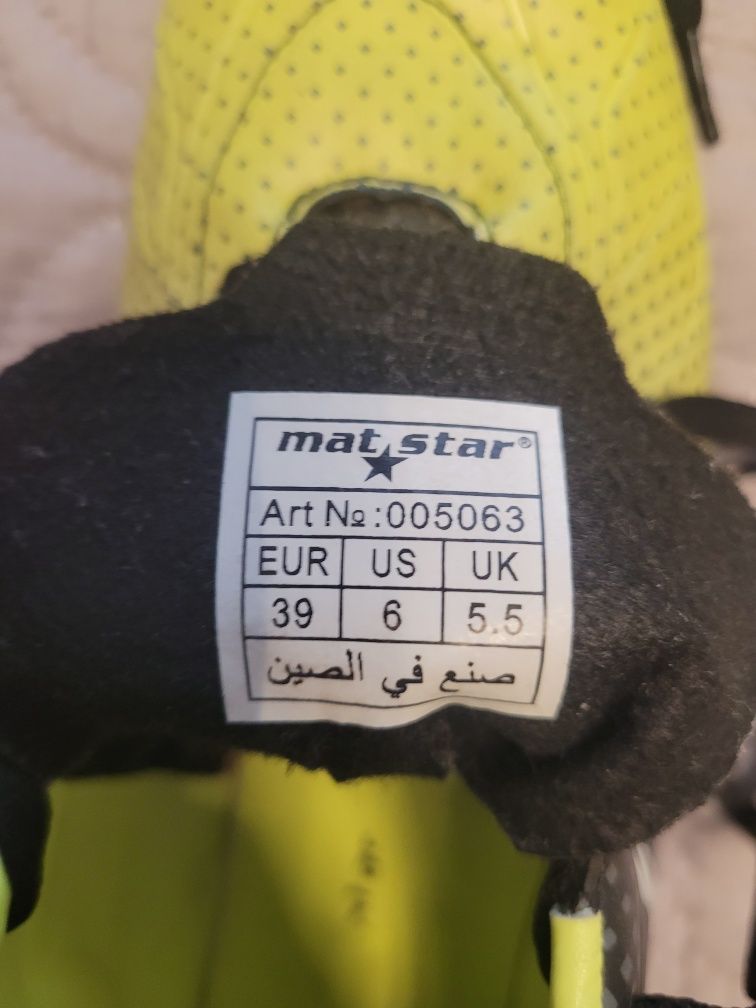 mat star®
Art №:005063
EUR US UK
39 6 5.5
صنع في الصين